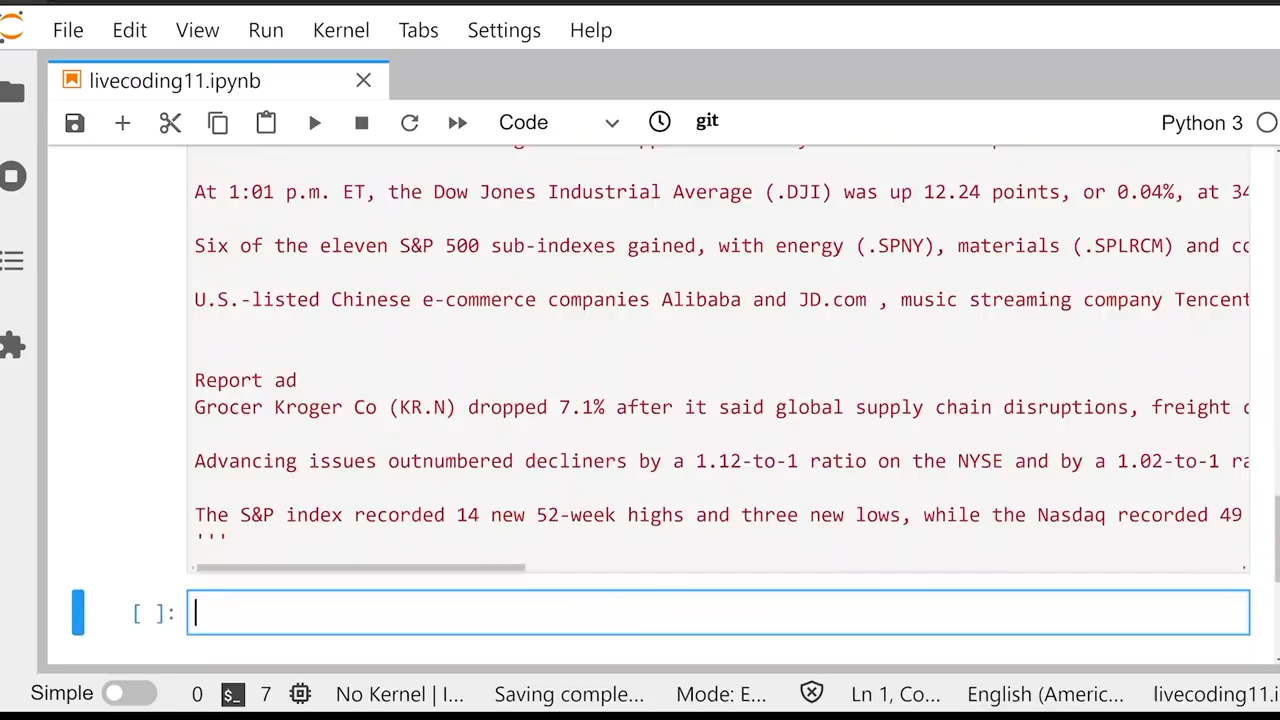 File Edit View Run Kernel Tabs Settings Help
livecoding11.ipynb
Code git Python 3
At 1:01 p.m. ET, the Dow Jones Industrial Average (.DJI) was up 12.24 points, or 0.04%, at 34
Six of the eleven S&P 500 sub-indexes gained, with energy (.SPNY), materials (.SPLRCM) and co
U.S.-listed Chinese e-commerce companies Alibaba and JD.com , music streaming company Tencent
Report ad
Grocer Kroger Co (KR.N) dropped 7.1% after it said global supply chain disruptions, freight c
Advancing issues outnumbered decliners by a 1.12-to-1 ratio on the NYSE and by a 1.02-to-1 ra
The S&P index recorded 14 new 52-week highs and three new lows, while the Nasdaq recorded 49
'''
[ ]:
Simple 0 $_ 7 No Kernel | I... Saving comple... Mode: E... Ln 1, Co... English (Americ... livecoding11.i